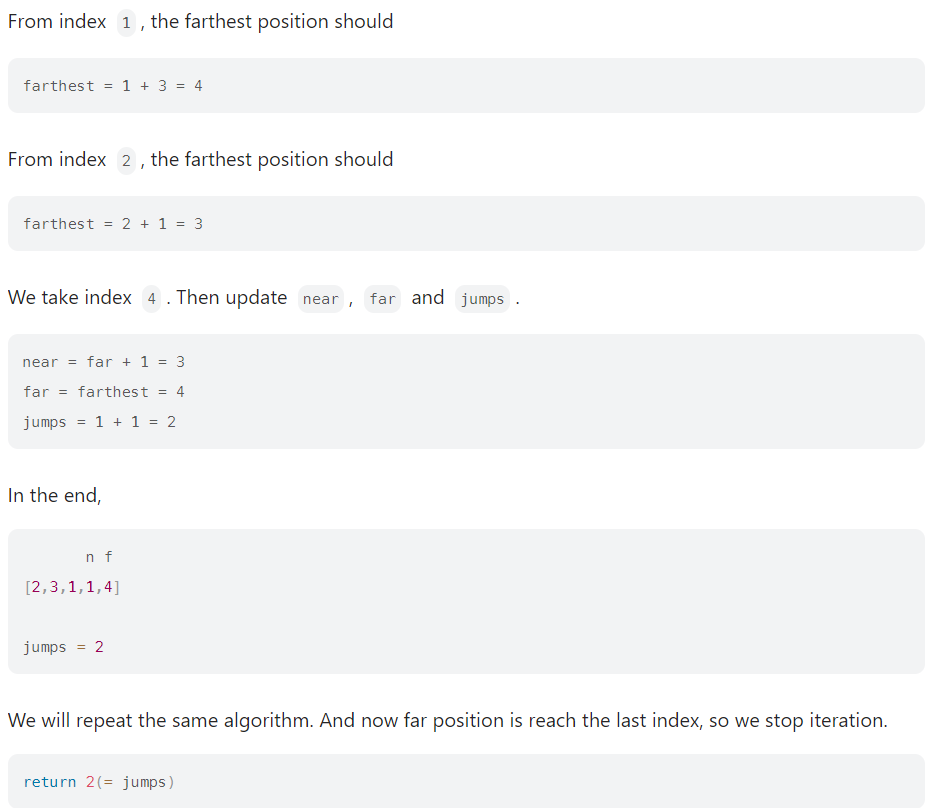 From index 1 , the farthest position should
farthest = 1 + 3 = 4
From index 2 , the farthest position should
farthest = 2 + 1 = 3
We take index 4 . Then update near , far and jumps .
near = far + 1 = 3
far = farthest = 4
jumps = 1 + 1 = 2
In the end,
n f
[2,3,1,1,4]
jumps = 2
We will repeat the same algorithm. And now far position is reach the last index, so we stop iteration.
return 2(= jumps)